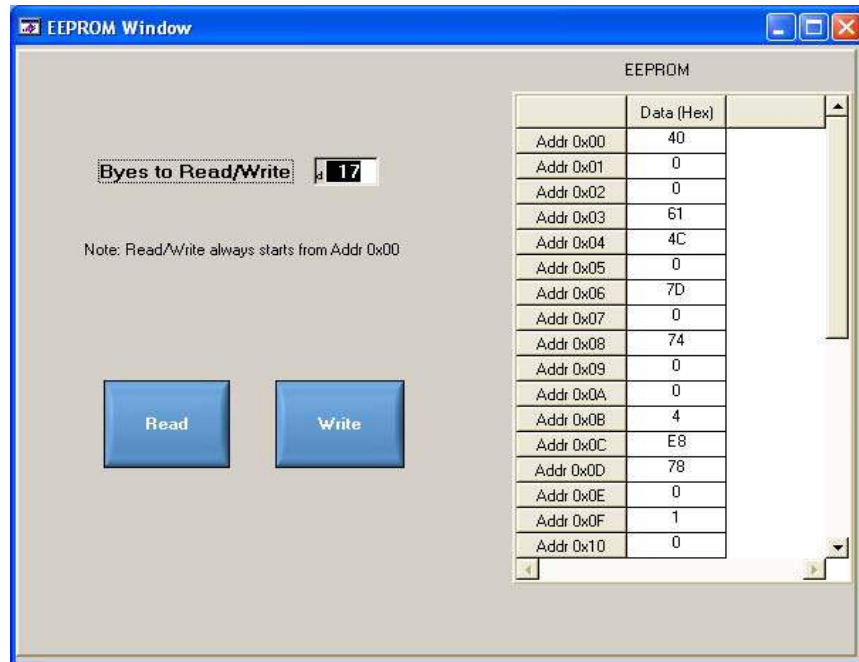 EEPROM Window
EEPROM
Data (Hex)
Byes to Read/Write d 17
Note: Read/Write always starts from Addr 0x00
Read
Write
Addr 0x00 40
Addr 0x01 0
Addr 0x02 0
Addr 0x03 61
Addr 0x04 4C
Addr 0x05 0
Addr 0x06 7D
Addr 0x07 0
Addr 0x08 74
Addr 0x09 0
Addr 0x0A 0
Addr 0x0B 4
Addr 0x0C E8
Addr 0x0D 78
Addr 0x0E 0
Addr 0x0F 1
Addr 0x10 0